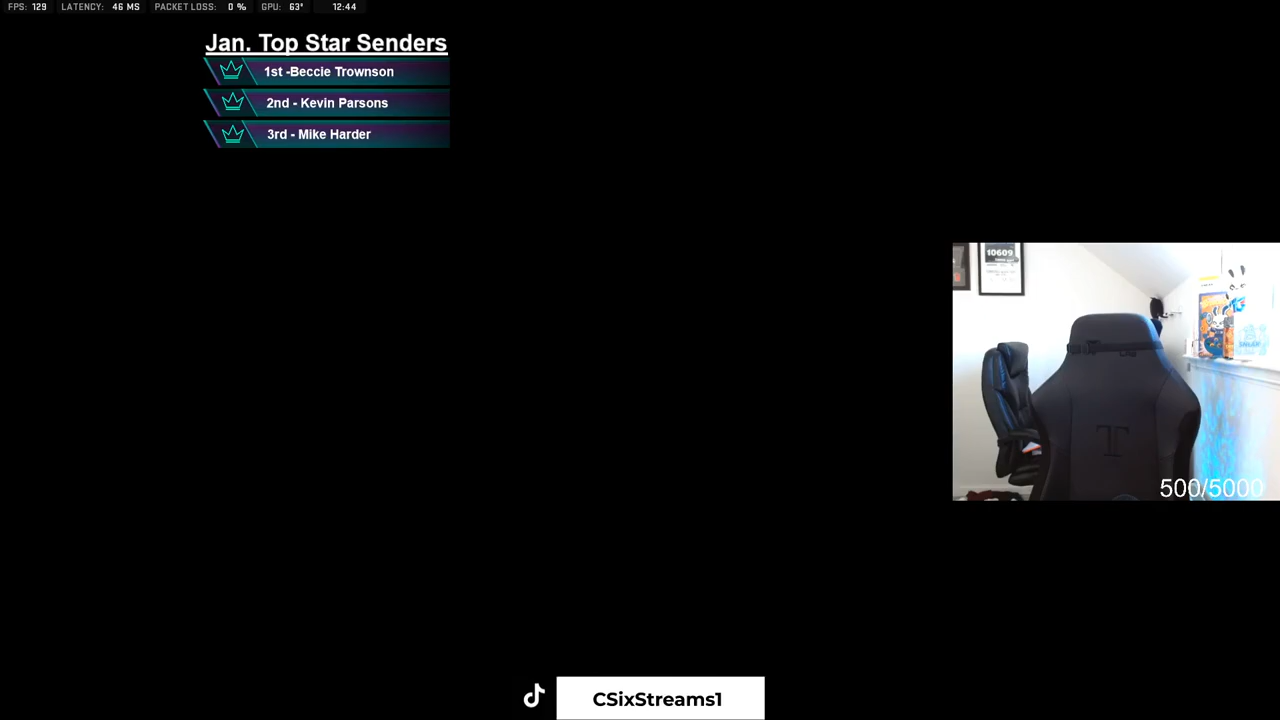 FPS: 129 LATENCY: 46 MS PACKET LOSS: 0 % GPU: 63° 12:44
Jan. Top Star Senders
1st -Beccie Trownson
2nd - Kevin Parsons
3rd - Mike Harder
10609
T
500/5000
CSixStreams1